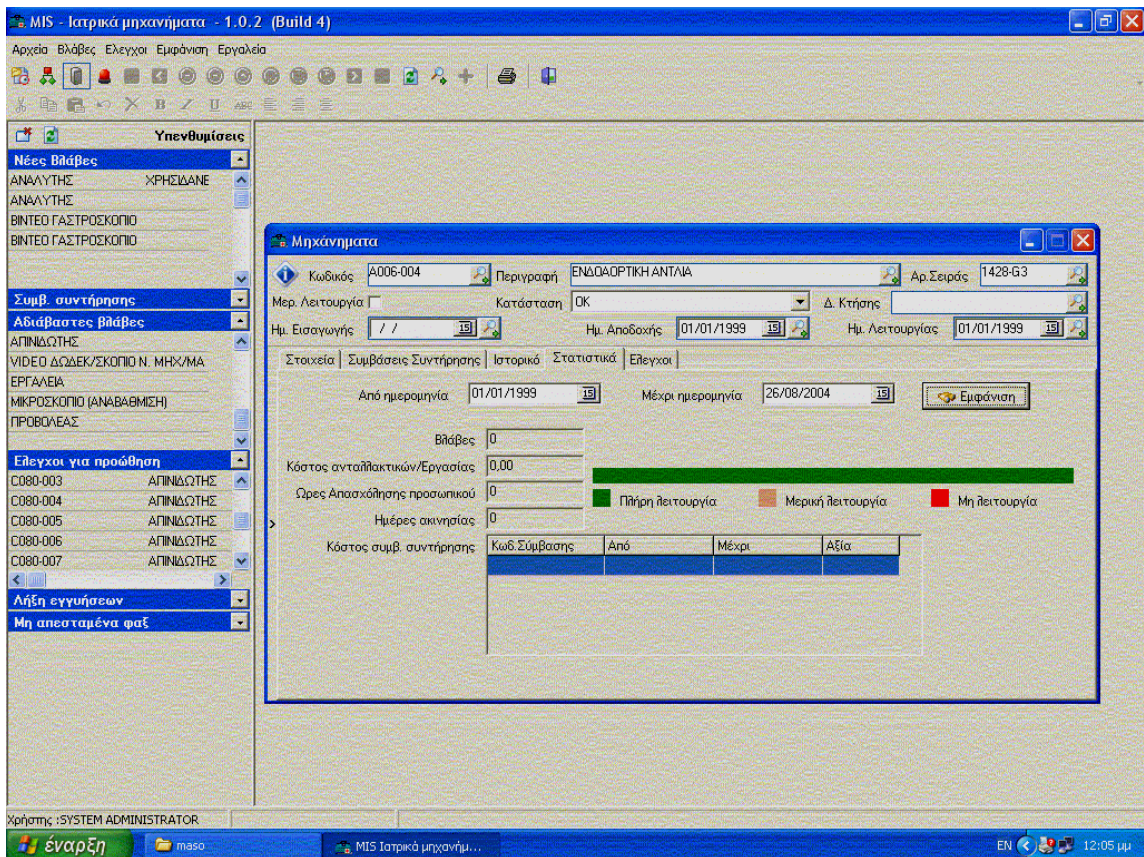 MIS - Ιατρικά μηχανήματα - 1.0.2 (Build 4)
Αρχεία Βλάβες Ελεγχοι Εμφάνιση Εργαλεία
B I U ABC
Υπενθυμίσεις
Νέες Βλάβες
ΑΝΑΛΥΤΗΣ ΧΡΗΣΙΔΑΝΕ
ΑΝΑΛΥΤΗΣ
ΒΙΝΤΕΟ ΓΑΣΤΡΟΣΚΟΠΙΟ
ΒΙΝΤΕΟ ΓΑΣΤΡΟΣΚΟΠΙΟ
Συμβ. συντήρησης
Αδιάβαστες βλάβες
ΑΠΙΝΙΔΩΤΗΣ
VIDEO ΔΩΔΕΚ/ΣΚΟΠΙΟ Ν. ΜΗΧ/ΜΑ
ΕΡΓΑΛΕΙΑ
ΜΙΚΡΟΣΚΟΠΙΟ (ΑΝΑΒΑΘΜΙΣΗ)
ΠΡΟΒΟΛΕΑΣ
Ελεγχοι για προώθηση
C080-003 ΑΠΙΝΙΔΩΤΗΣ
C080-004 ΑΠΙΝΙΔΩΤΗΣ
C080-005 ΑΠΙΝΙΔΩΤΗΣ
C080-006 ΑΠΙΝΙΔΩΤΗΣ
C080-007 ΑΠΙΝΙΔΩΤΗΣ
Λήξη εγγυήσεων
Μη απεσταμένα φαξ
Μηχάνηματα
Κωδικός A006-004 Περιγραφή ΕΝΔΟΑΟΡΤΙΚΗ ΑΝΤΛΙΑ Αρ.Σειράς 1428-G3
Μερ. Λειτουργία Κατάσταση OK Δ. Κτήσης
Ημ. Εισαγωγής / / 15 Ημ. Αποδοχής 01/01/1999 15 Ημ. Λειτουργίας 01/01/1999 15
Στοιχεία Συμβάσεις Συντήρησης Ιστορικό Στατιστικά Ελεγχοι
Από ημερομηνία 01/01/1999 15 Μέχρι ημερομηνία 26/08/2004 15 Εμφάνιση
Βλάβες 0
Κόστος ανταλλακτικών/Εργασίας 0,00
Ωρες Απασχόλησης προσωπικού 0 Πλήρη λειτουργία Μερική λειτουργία Μη λειτουργία
Ημέρες ακινησίας 0
Κόστος συμβ. συντήρησης Κωδ.Σύμβασης Από Μέχρι Αξία
Χρήστης :SYSTEM ADMINISTRATOR
έναρξη maso MIS Ιατρικά μηχανήμ... EN 12:05 μμ